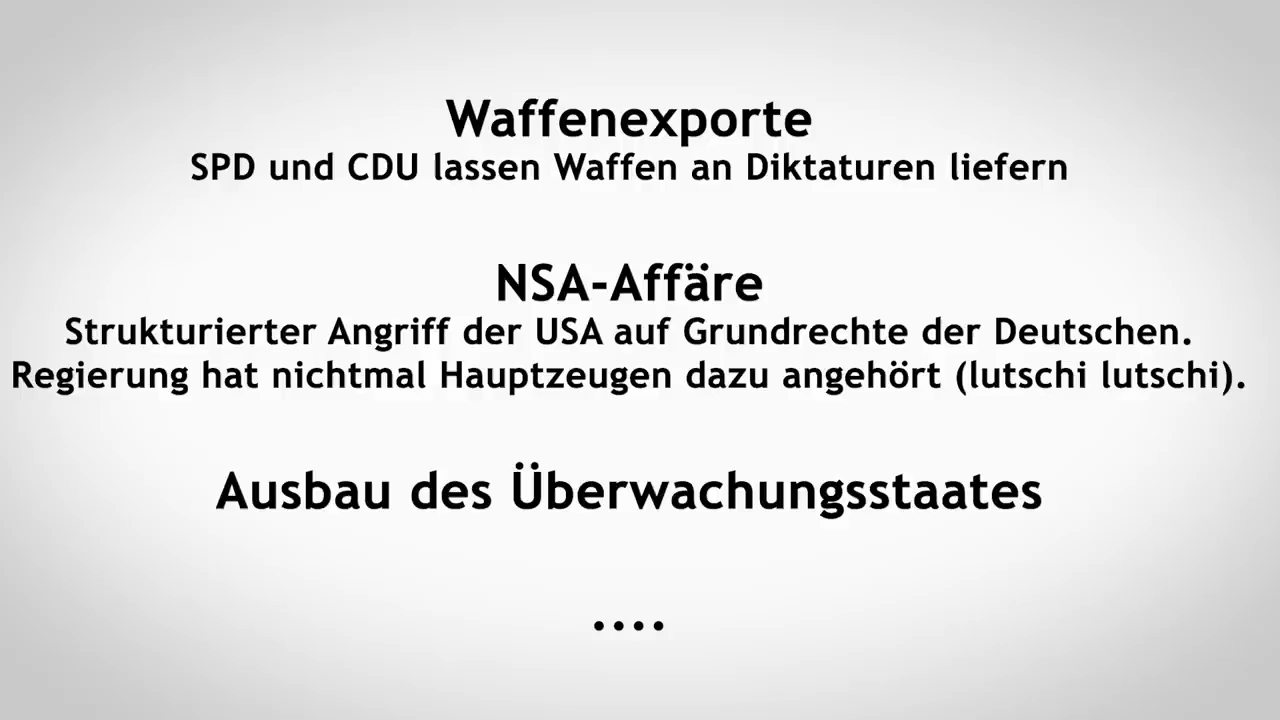 Waffenexporte
SPD und CDU lassen Waffen an Diktaturen liefern
NSA-Affäre
Strukturierter Angriff der USA auf Grundrechte der Deutschen.
Regierung hat nichtmal Hauptzeugen dazu angehört (lutschi lutschi).
Ausbau des Überwachungsstaates
....